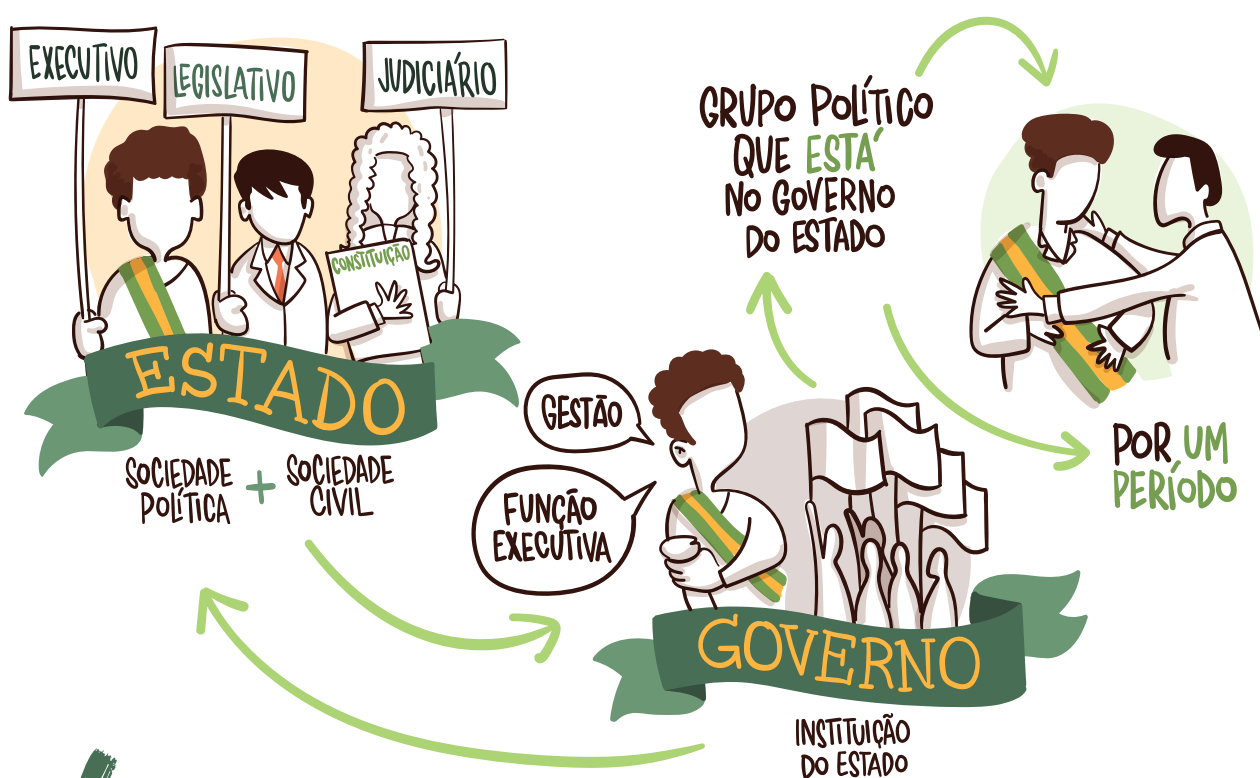 EXECUTIVO
LEGISLATIVO
JUDICIÁRIO
CONSTITUIÇÃO
ESTADO
SOCIEDADE
POLÍTICA
+
SOCIEDADE
CIVIL
GRUPO POLÍTICO
QUE ESTÁ
NO GOVERNO
DO ESTADO
POR UM
PERÍODO
GESTÃO
FUNÇÃO
EXECUTIVA
GOVERNO
INSTITUIÇÃO
DO ESTADO